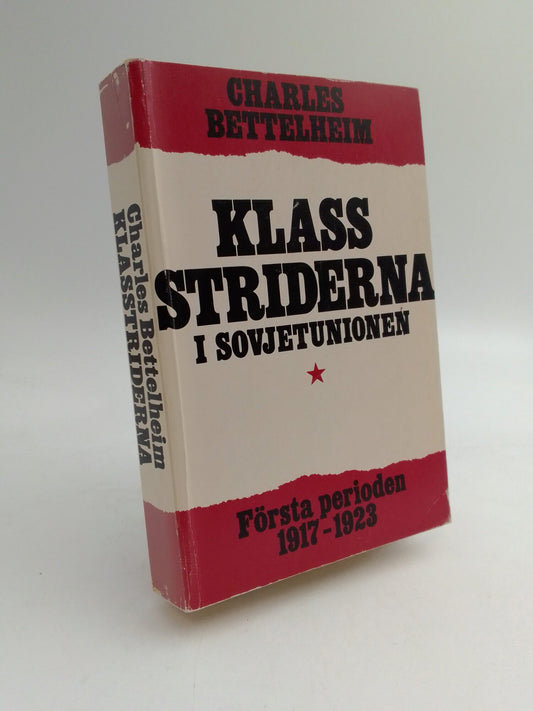 CHARLES
BETTELHEIM
KLASS
STRIDERNA
I SOVJETUNIONEN
Första perioden
1917-1923
Charles Bettelheim
KLASSTRIDERNA